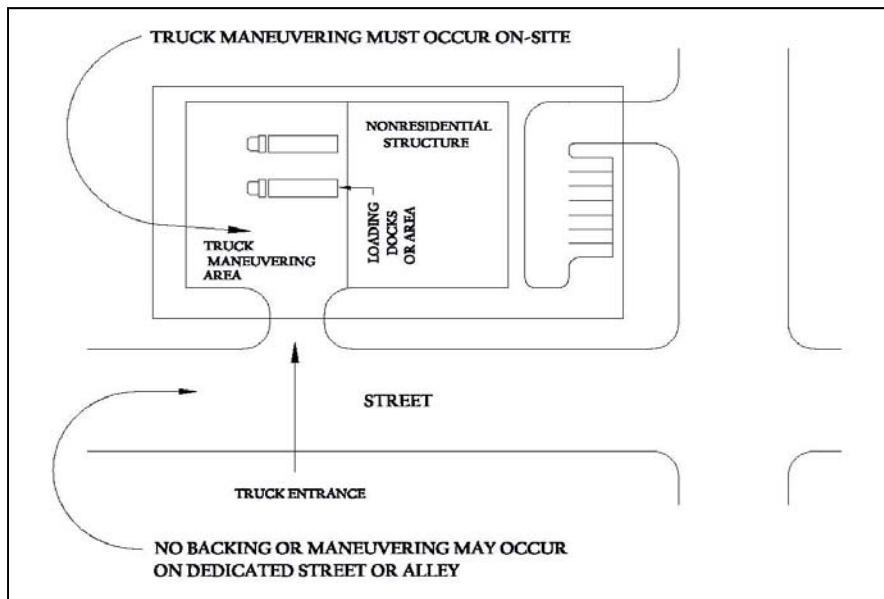 TRUCK MANEUVERING MUST OCCUR ON-SITE
NONRESIDENTIAL
STRUCTURE
LOADING
DOCKS
OR AREA
TRUCK
MANEUVERING
AREA
STREET
TRUCK ENTRANCE
NO BACKING OR MANEUVERING MAY OCCUR
ON DEDICATED STREET OR ALLEY